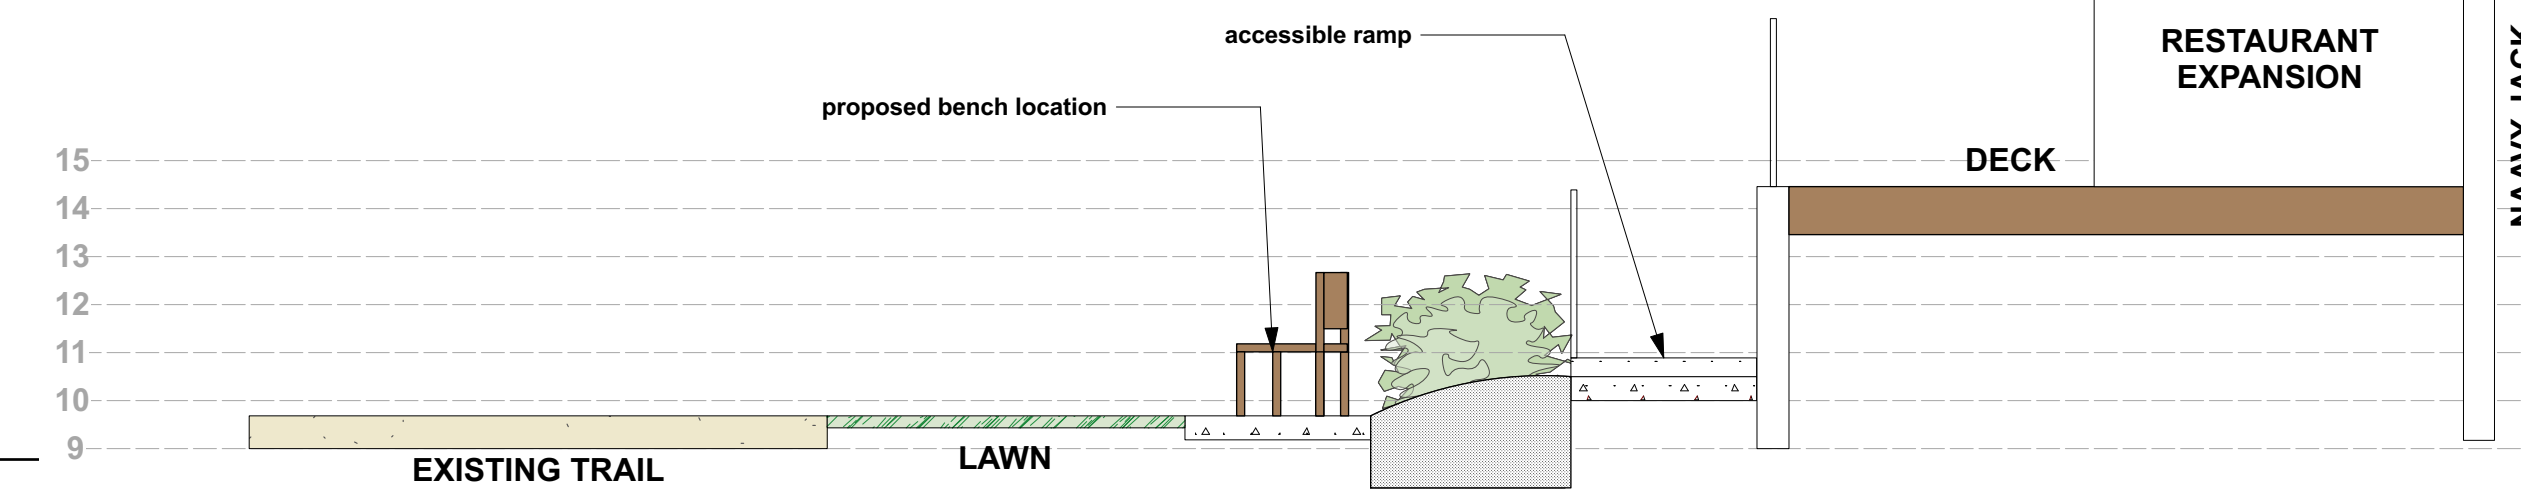 accessible ramp
RESTAURANT
EXPANSION
proposed bench location
15
DECK
14
13
12
11
10
9
LAWN
EXISTING TRAIL